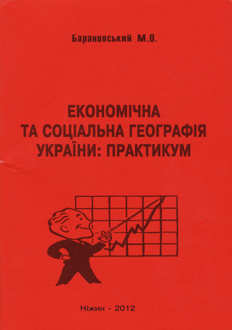 Барановський М.О.
ЕКОНОМІЧНА
ТА СОЦІАЛЬНА ГЕОГРАФІЯ
УКРАЇНИ: ПРАКТИКУМ
Ніжин - 2012